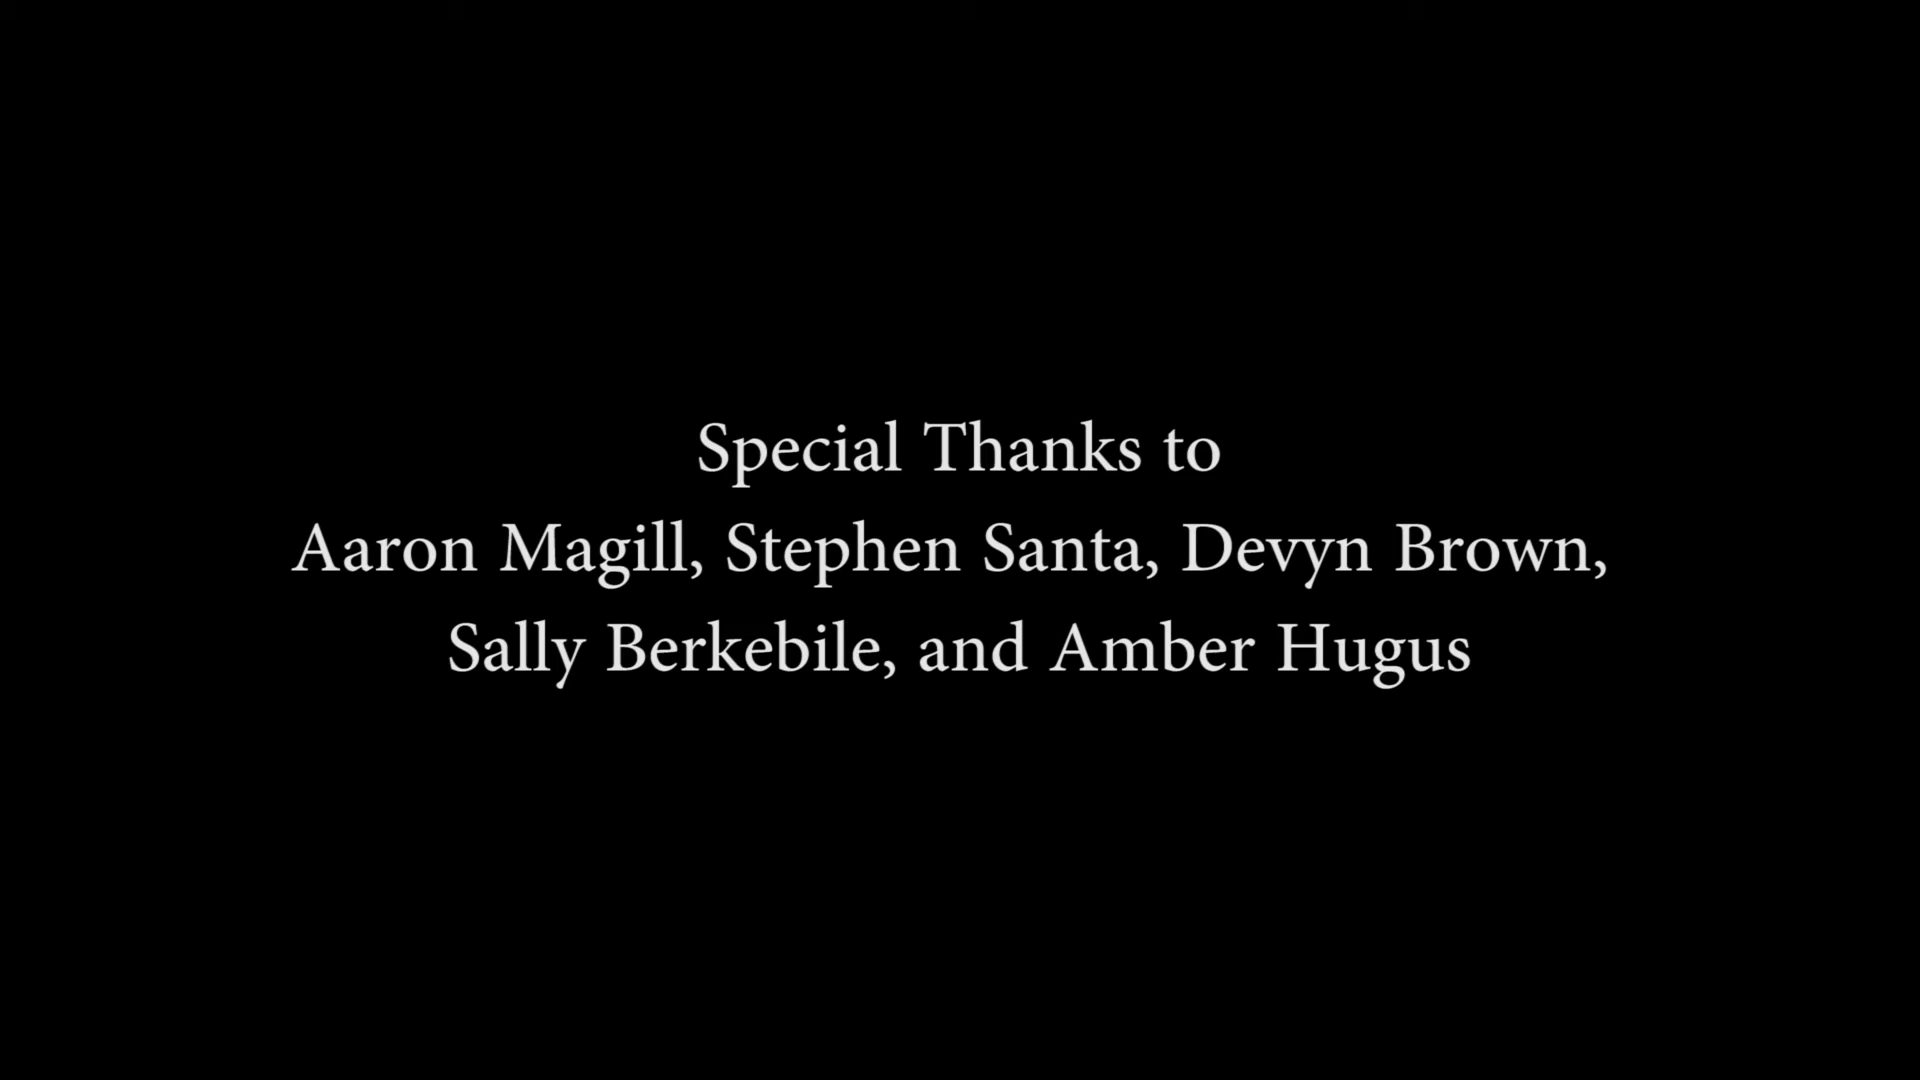 Special Thanks to
Aaron Magill, Stephen Santa, Devyn Brown,
Sally Berkebile, and Amber Hugus